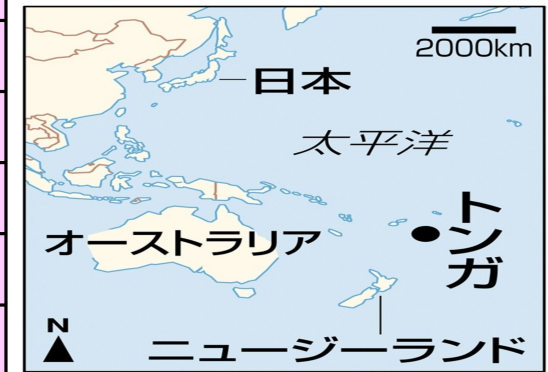 2000km
日本
太平洋
トンガ
オーストラリア
N
ニュージーランド